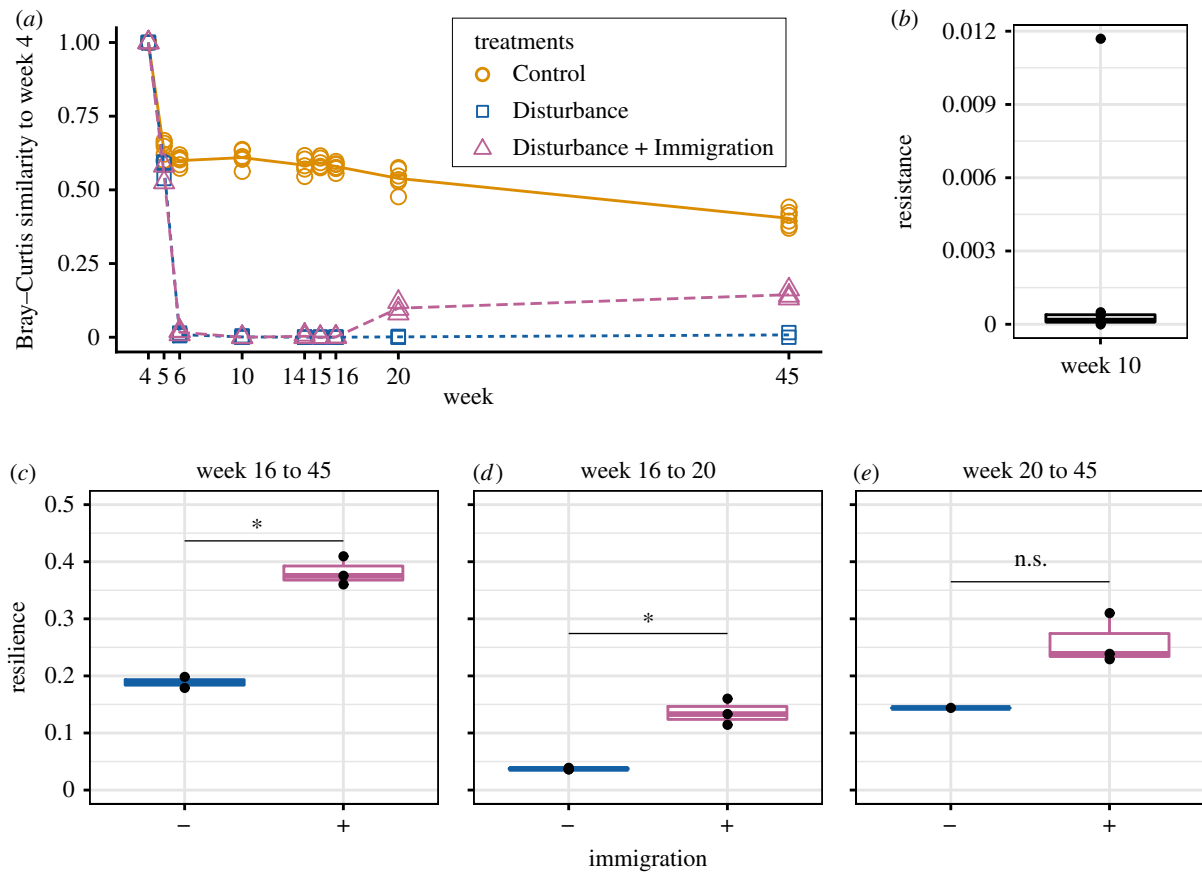 (a)
Bray–Curtis similarity to week 4
1.00
0.75
0.50
0.25
0
4 5 6 10 14 15 16 20 45
week
treatments
Control
Disturbance
Disturbance + Immigration
(b)
resistance
0.012
0.009
0.006
0.003
0
week 10
(c) week 16 to 45
resilience
0.5
0.4
0.3
0.2
0.1
0
*
− +
(d) week 16 to 20
*
− +
(e) week 20 to 45
n.s.
− +
immigration